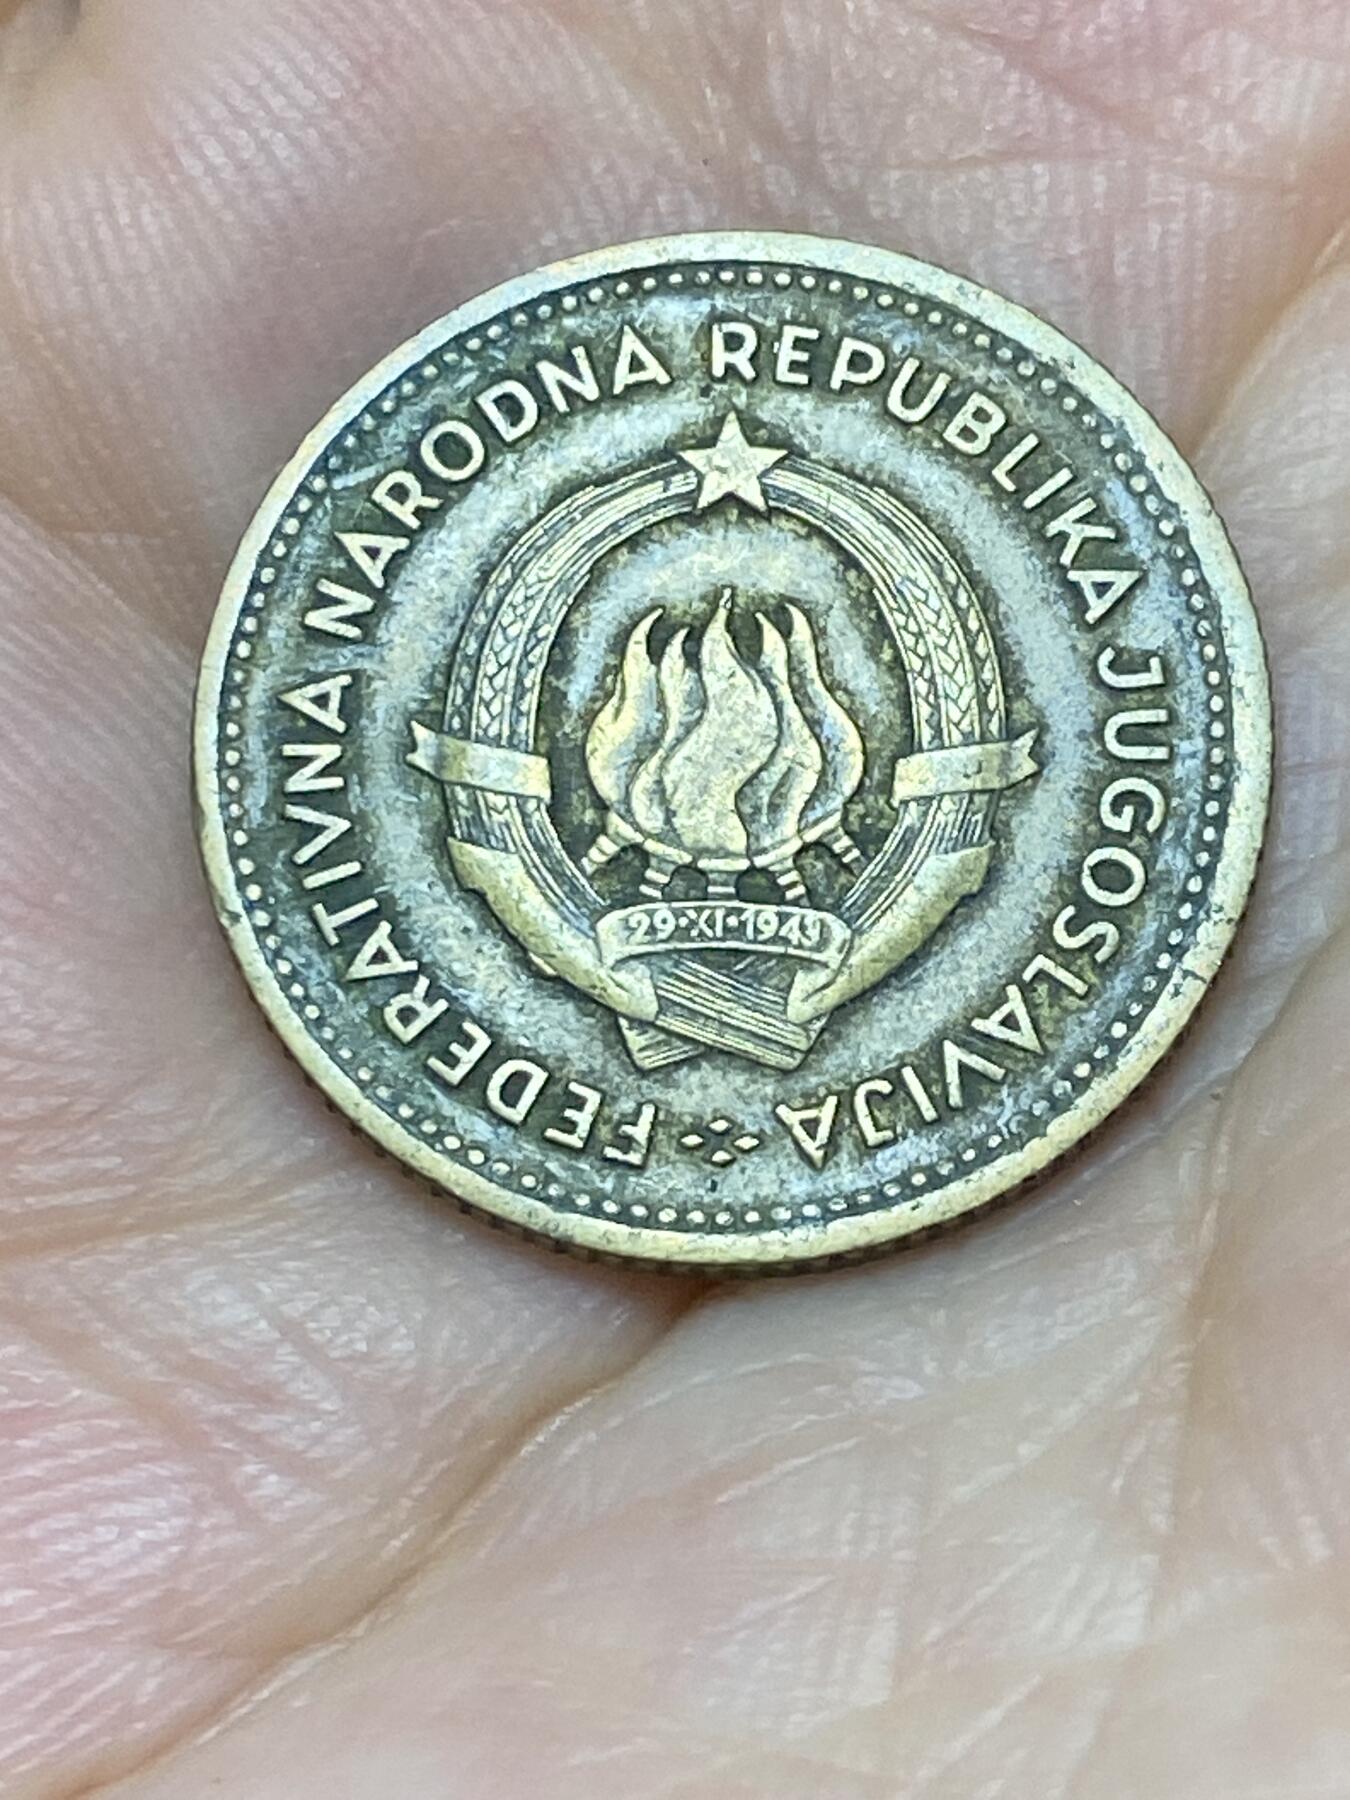 FEDERATIVNA NARODNA REPUBLIKA JUGOSLAVIJA
29·XI·1943